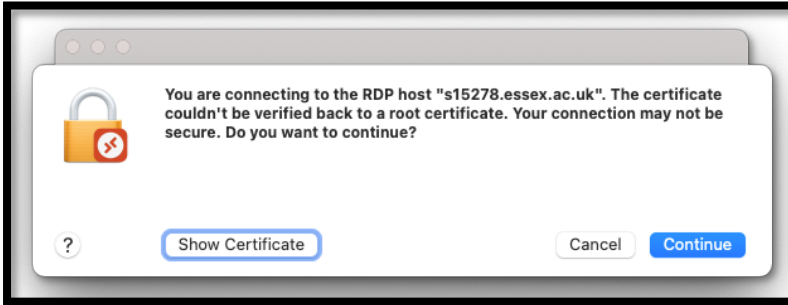 You are connecting to the RDP host "s15278.essex.ac.uk". The certificate
couldn't be verified back to a root certificate. Your connection may not be
secure. Do you want to continue?
? Show Certificate Cancel Continue